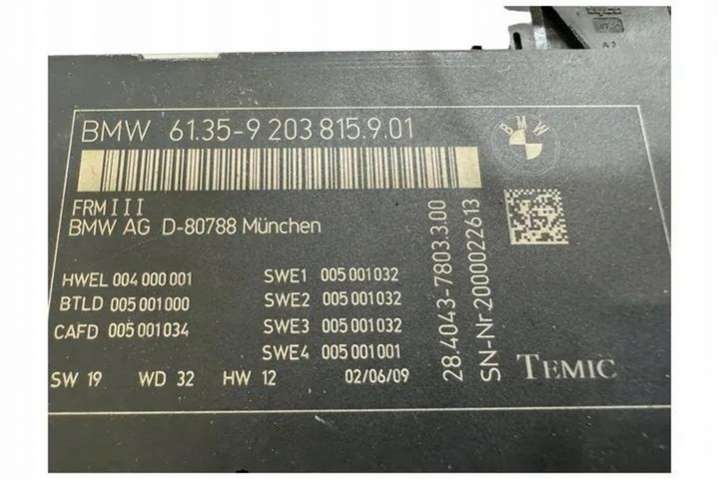 BMW 61.35-9 203 815.9.01
BMW
FRM III
BMW AG D-80788 München
HWEL 004 000 001
BTLD 005 001 000
CAFD 005 001 034
SWE1 005 001 032
SWE2 005 001 032
SWE3 005 001 032
SWE4 005 001 001
SW 19 WD 32 HW 12 02/06/09
28.4043-7803.3.00
SN-Nr.2000022613
TEMIC